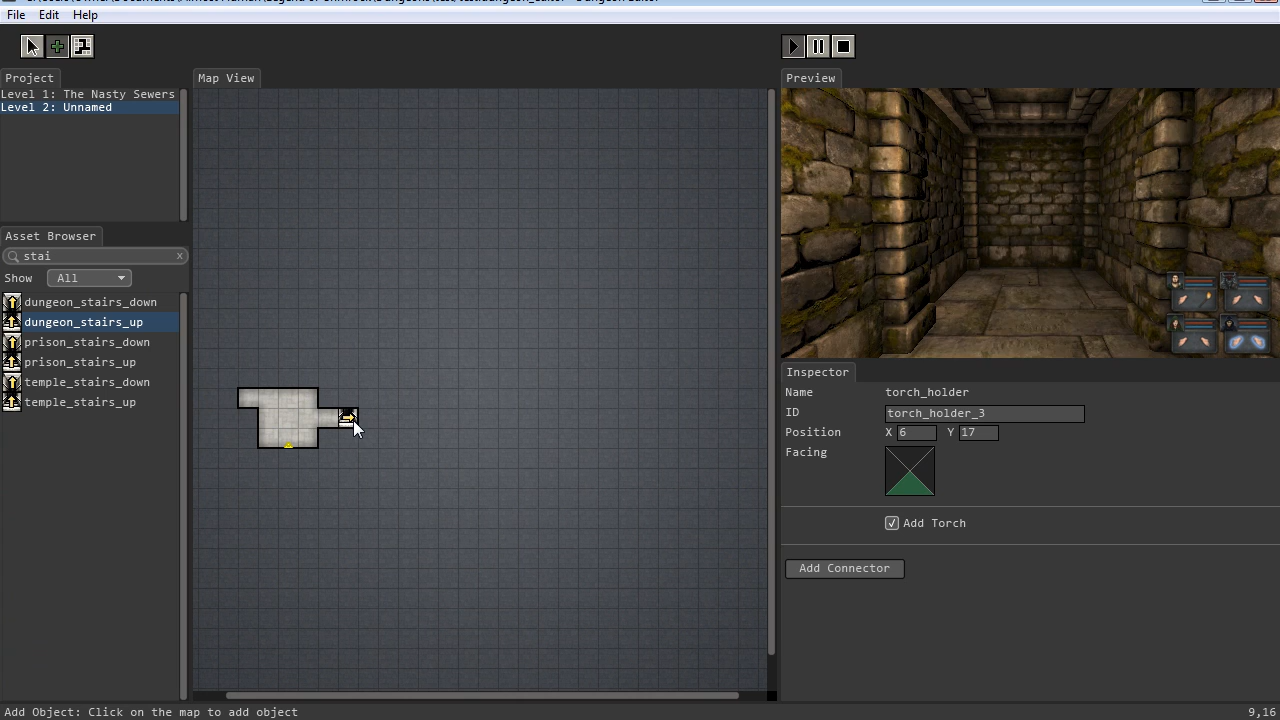 File Edit Help
Project
Map View
Preview
Level 1: The Nasty Sewers
Level 2: Unnamed
Asset Browser
stai
Show All
dungeon_stairs_down
dungeon_stairs_up
prison_stairs_down
prison_stairs_up
temple_stairs_down
temple_stairs_up
Inspector
Name torch_holder
ID torch_holder_3
Position X 6 Y 17
Facing
Add Torch
Add Connector
Add Object: Click on the map to add object
9,16